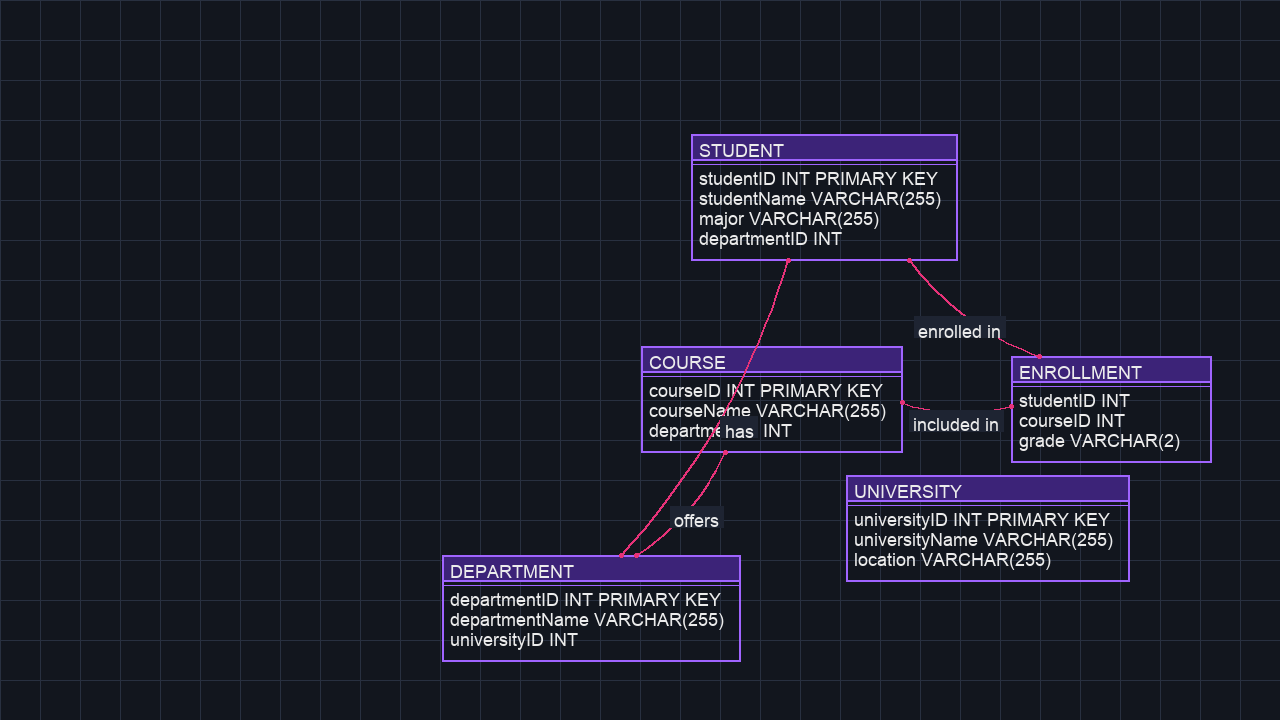 STUDENT
studentID INT PRIMARY KEY
studentName VARCHAR(255)
major VARCHAR(255)
departmentID INT
enrolled in
COURSE
courseID INT PRIMARY KEY
courseName VARCHAR(255)
INT
has
included in
ENROLLMENT
studentID INT
courseID INT
grade VARCHAR(2)
UNIVERSITY
universityID INT PRIMARY KEY
universityName VARCHAR(255)
location VARCHAR(255)
offers
DEPARTMENT
departmentID INT PRIMARY KEY
departmentName VARCHAR(255)
universityID INT